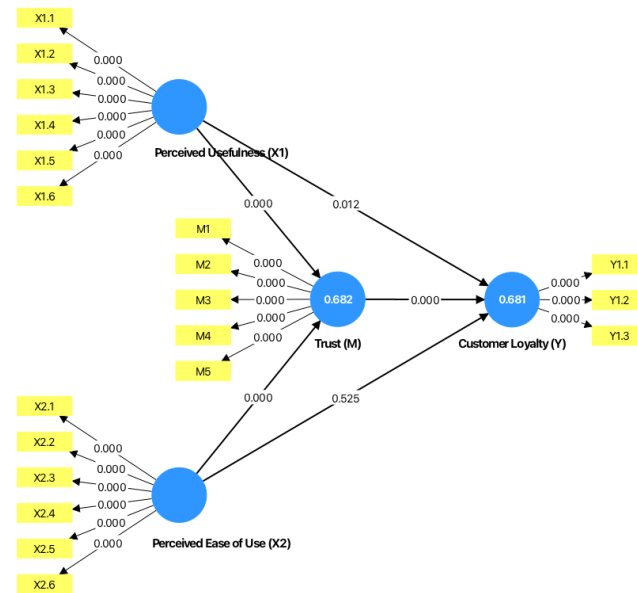 X1.1
X1.2
X1.3
X1.4
X1.5
X1.6
0.000
0.000
0.000
0.000
0.000
0.000
Perceived Usefulness (X1)
0.000
0.012
M1
M2
M3
M4
M5
0.000
0.000
0.000
0.000
0.000
0.682
Trust (M)
0.000
0.681
Customer Loyalty (Y)
0.000
0.000
0.000
Y1.1
Y1.2
Y1.3
0.000
0.525
X2.1
X2.2
X2.3
X2.4
X2.5
X2.6
0.000
0.000
0.000
0.000
0.000
0.000
Perceived Ease of Use (X2)